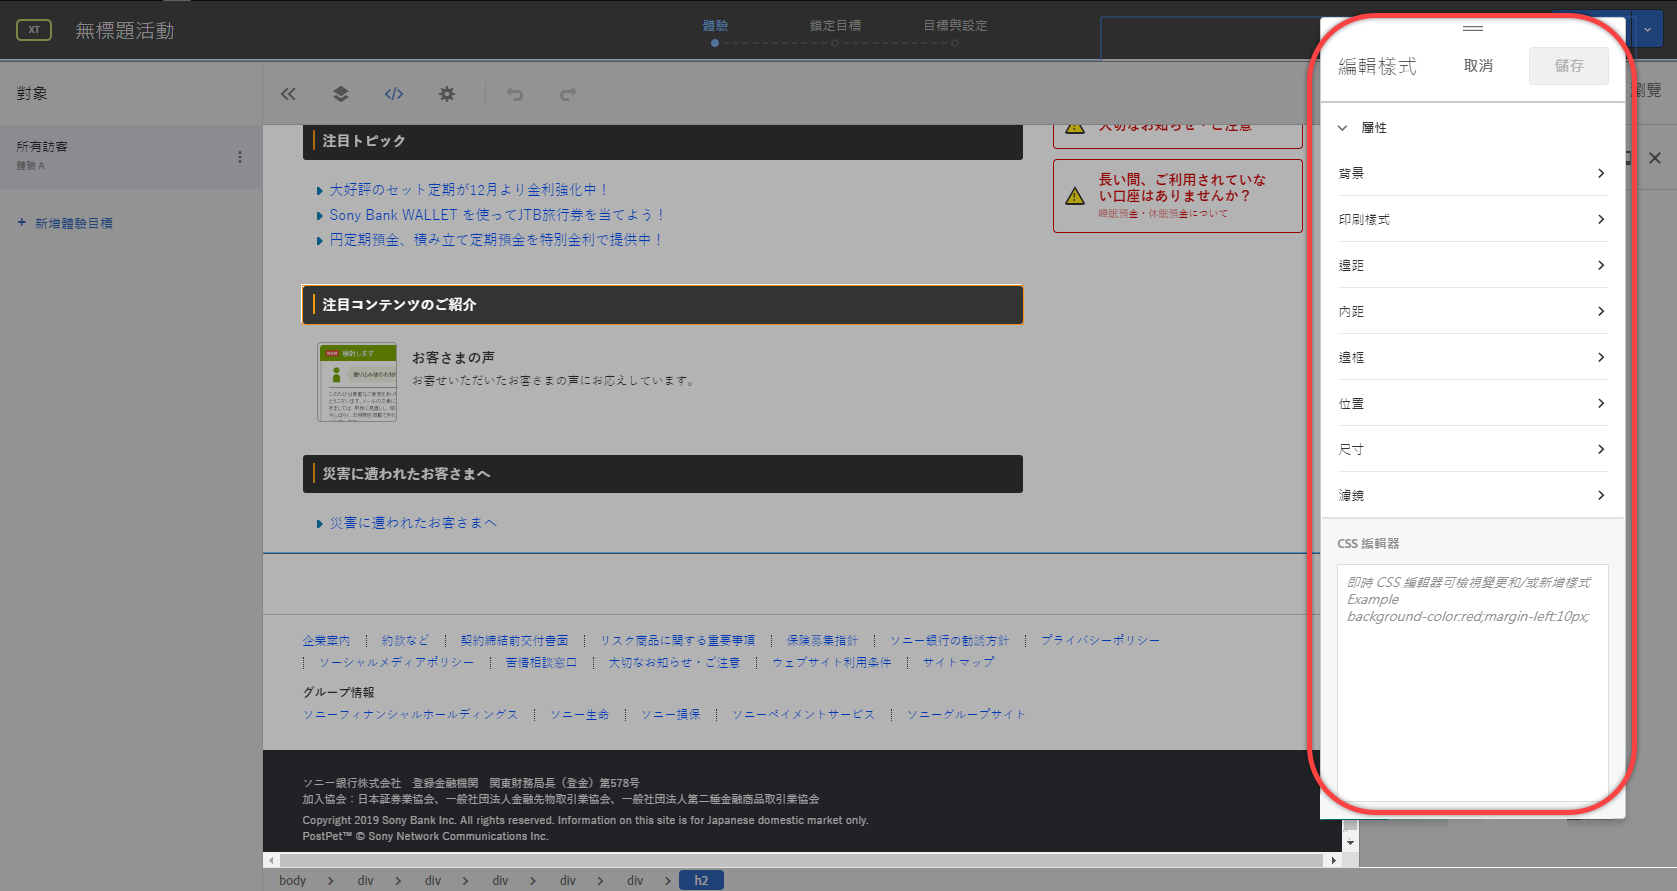 XT
無標題活動
體驗
鎖定目標
目標與設定
對象
所有訪客
體驗 A
+ 新增體驗目標
注目トピック
大好評のセット定期が12月より金利強化中！
Sony Bank WALLET を使ってJTB旅行券を当てよう！
円定期預金、積み立て定期預金を特別金利で提供中！
大切なお知らせ・ご注意
長い間、ご利用されていな
い口座はありませんか？
睡眠預金・休眠預金について
注目コンテンツのご紹介
NEW 検討します
お客さまの声
お寄せいただいたお客さまの声にお応えしています。
災害に遭われたお客さまへ
災害に遭われたお客さまへ
企業案内
約款など
契約締結前交付書面
リスク商品に関する重要事項
保険募集指針
ソニー銀行の勧誘方針
プライバシーポリシー
ソーシャルメディアポリシー
苦情相談窓口
大切なお知らせ・ご注意
ウェブサイト利用条件
サイトマップ
グループ情報
ソニーフィナンシャルホールディングス
ソニー生命
ソニー損保
ソニーペイメントサービス
ソニーグループサイト
ソニー銀行株式会社　登録金融機関　関東財務局長（登金）第578号
加入協会：日本証券業協会、一般社団法人金融先物取引業協会、一般社団法人第二種金融商品取引業協会
Copyright 2019 Sony Bank Inc. All rights reserved. Information on this site is for Japanese domestic market only.
PostPet™ © Sony Network Communications Inc.
body > div > div > div > div > div > h2
編輯樣式
取消
儲存
瀏覽
屬性
背景
印刷樣式
邊距
內距
邊框
位置
尺寸
濾鏡
CSS 編輯器
即時 CSS 編輯器可檢視變更和/或新增樣式
Example
background-color:red;margin-left:10px;